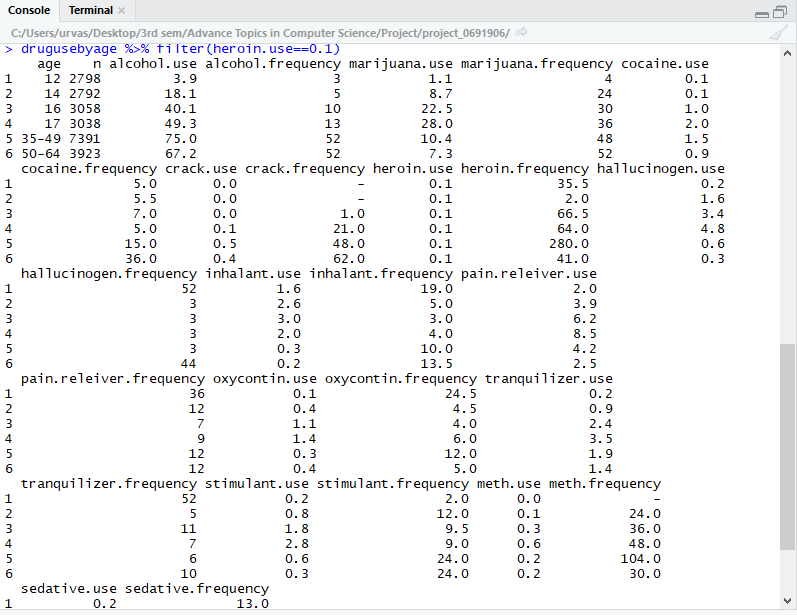 Console Terminal ×
C:/Users/urvas/Desktop/3rd sem/Advance Topics in Computer Science/Project/project_0691906/
> drugusebyage %>% filter(heroin.use==0.1)
age n alcohol.use alcohol.frequency marijuana.use marijuana.frequency cocaine.use
1 12 2798 3.9 3 1.1 4 0.1
2 14 2792 18.1 5 8.7 24 0.1
3 16 3058 40.1 10 22.5 30 1.0
4 17 3038 49.3 13 28.0 36 2.0
5 35-49 7391 75.0 52 10.4 48 1.5
6 50-64 3923 67.2 52 7.3 52 0.9
cocaine.frequency crack.use crack.frequency heroin.use heroin.frequency hallucinogen.use
1 5.0 0.0 - 0.1 35.5 0.2
2 5.5 0.0 - 0.1 2.0 1.6
3 7.0 0.0 1.0 0.1 66.5 3.4
4 5.0 0.1 21.0 0.1 64.0 4.8
5 15.0 0.5 48.0 0.1 280.0 0.6
6 36.0 0.4 62.0 0.1 41.0 0.3
hallucinogen.frequency inhalant.use inhalant.frequency pain.releiver.use
1 52 1.6 19.0 2.0
2 3 2.6 5.0 3.9
3 3 3.0 3.0 6.2
4 3 2.0 4.0 8.5
5 3 0.3 10.0 4.2
6 44 0.2 13.5 2.5
pain.releiver.frequency oxycontin.use oxycontin.frequency tranquilizer.use
1 36 0.1 24.5 0.2
2 12 0.4 4.5 0.9
3 7 1.1 4.0 2.4
4 9 1.4 6.0 3.5
5 12 0.3 12.0 1.9
6 12 0.4 5.0 1.4
tranquilizer.frequency stimulant.use stimulant.frequency meth.use meth.frequency
1 52 0.2 2.0 0.0 -
2 5 0.8 12.0 0.1 24.0
3 11 1.8 9.5 0.3 36.0
4 7 2.8 9.0 0.6 48.0
5 6 0.6 24.0 0.2 104.0
6 10 0.3 24.0 0.2 30.0
sedative.use sedative.frequency
1 0.2 13.0